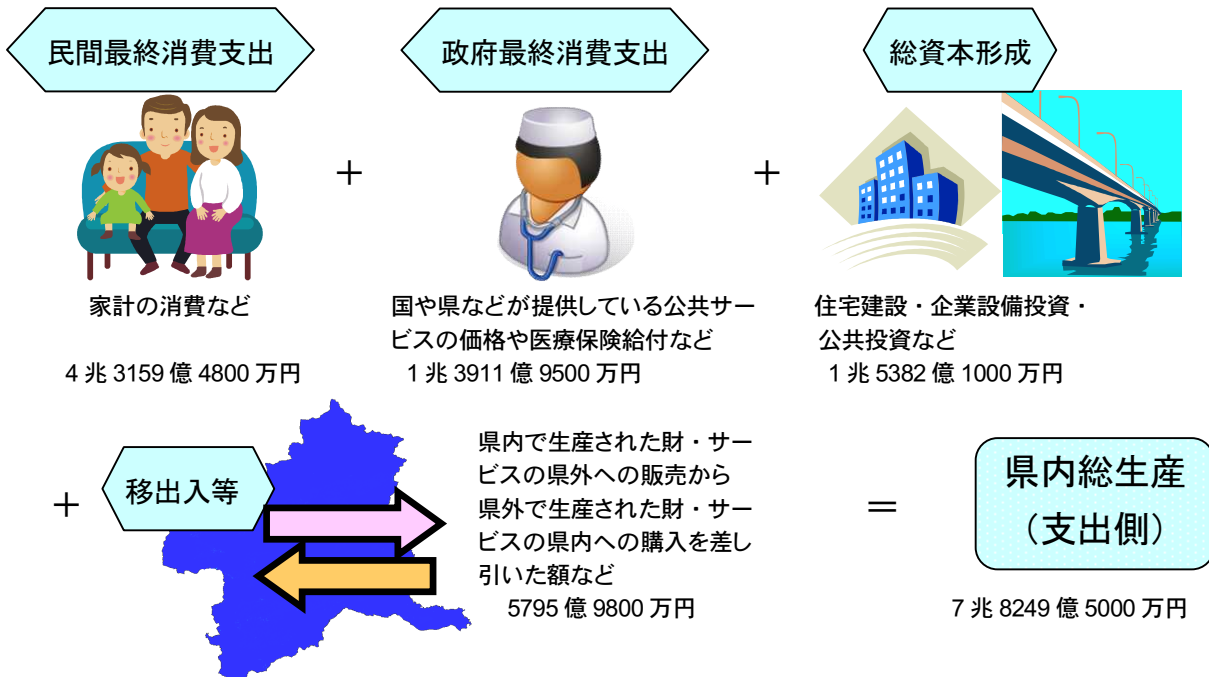 民間最終消費支出
政府最終消費支出
総資本形成
+
+
家計の消費など
国や県などが提供している公共サー
ビスの価格や医療保険給付など
住宅建設・企業設備投資・
公共投資など
4 兆 3159 億 4800 万円
1 兆 3911 億 9500 万円
1 兆 5382 億 1000 万円
+
移出入等
県内で生産された財・サー
ビスの県外への販売から
県外で生産された財・サー
ビスの県内への購入を差し
引いた額など
5795 億 9800 万円
=
県内総生産
(支出側)
7 兆 8249 億 5000 万円